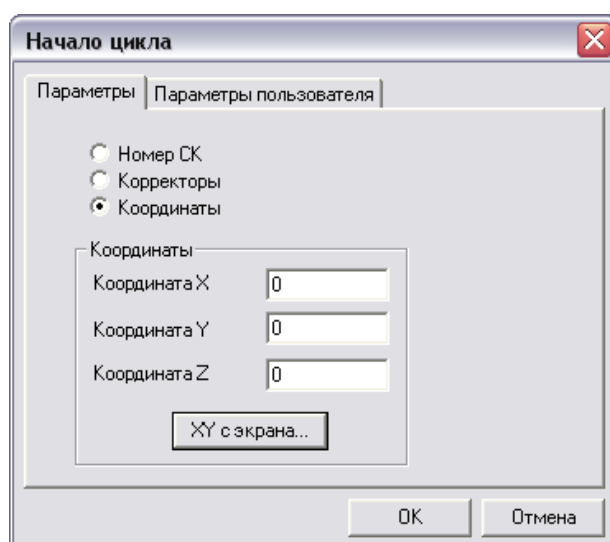 Начало цикла
Параметры Параметры пользователя
Номер СК
Корректоры
Координаты
Координаты
Координата X 0
Координата Y 0
Координата Z 0
XY с экрана...
OK Отмена